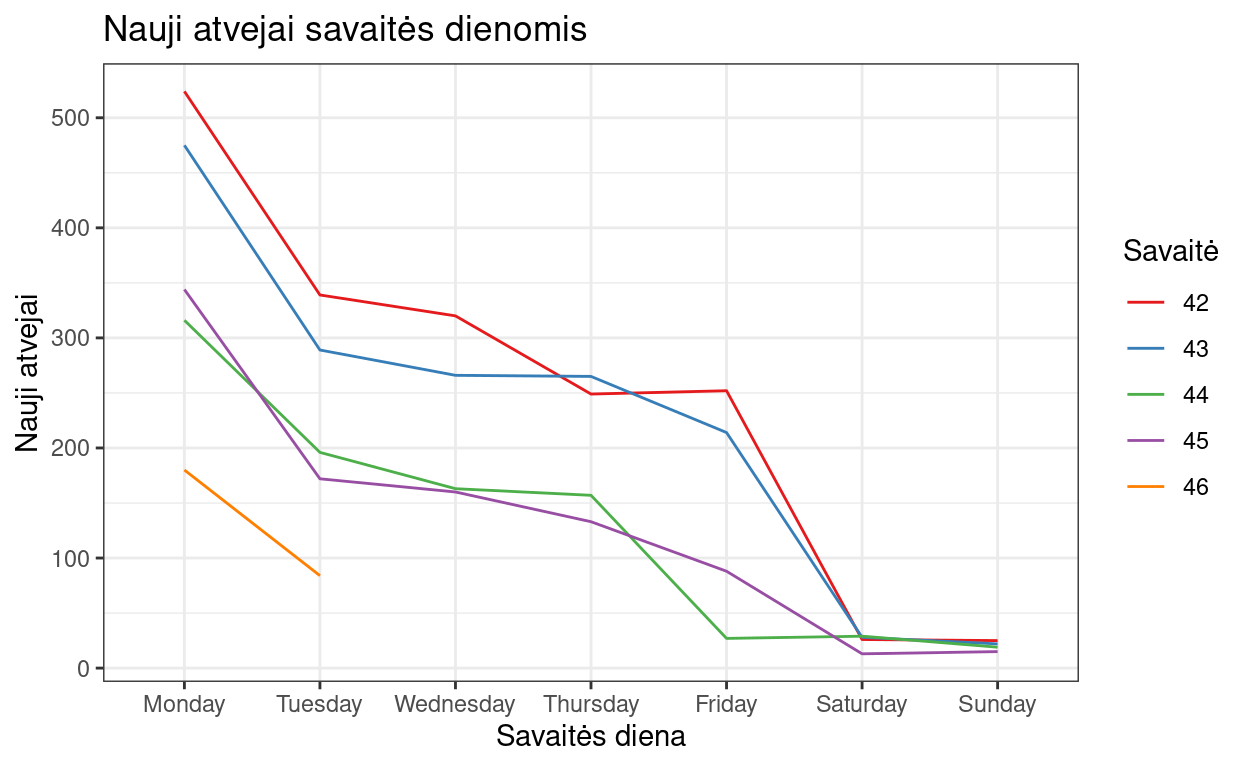 Nauji atvejai savaitės dienomis
Nauji atvejai
500
400
300
200
100
0
Monday Tuesday Wednesday Thursday Friday Saturday Sunday
Savaitės diena
Savaitė
42
43
44
45
46